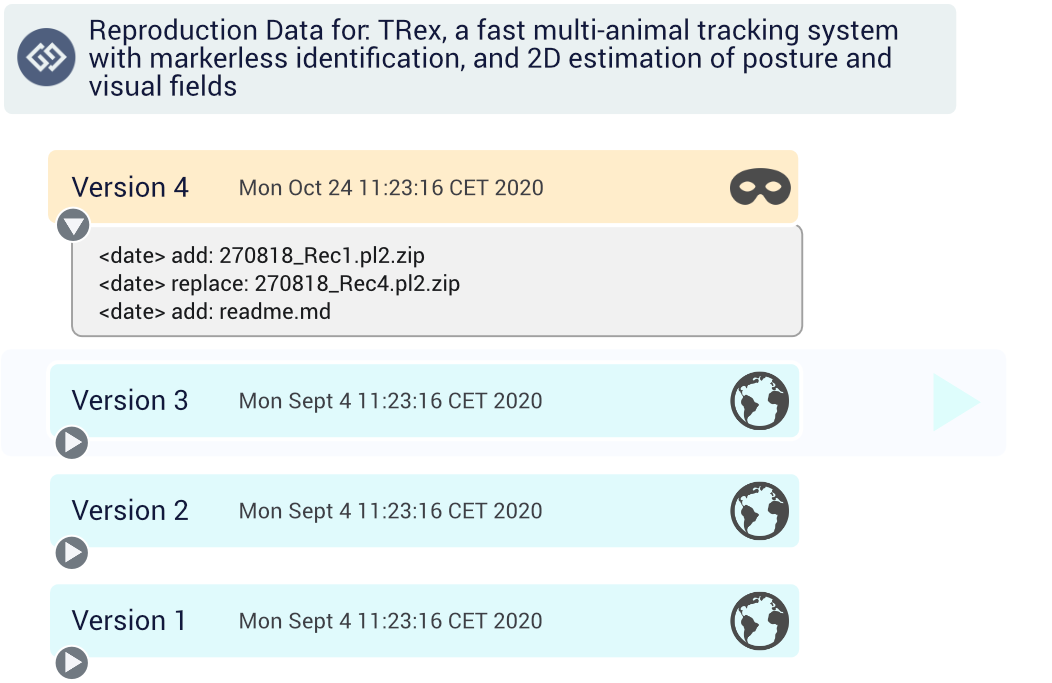 Reproduction Data for: TRex, a fast multi-animal tracking system
with markerless identification, and 2D estimation of posture and
visual fields
Version 4 Mon Oct 24 11:23:16 CET 2020
<date> add: 270818_Rec1.pl2.zip
<date> replace: 270818_Rec4.pl2.zip
<date> add: readme.md
Version 3 Mon Sept 4 11:23:16 CET 2020
Version 2 Mon Sept 4 11:23:16 CET 2020
Version 1 Mon Sept 4 11:23:16 CET 2020